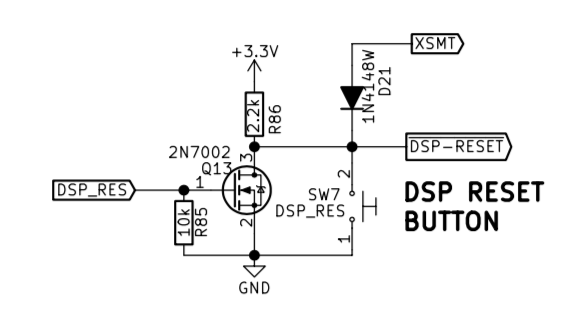 XSMT
+3.3V
1N4148W
D21
2.2k
R86
DSP-RESET
2N7002
Q13
3
1
2
DSP_RES
10k
R85
2
SW7
DSP_RES
1
DSP RESET
BUTTON
GND